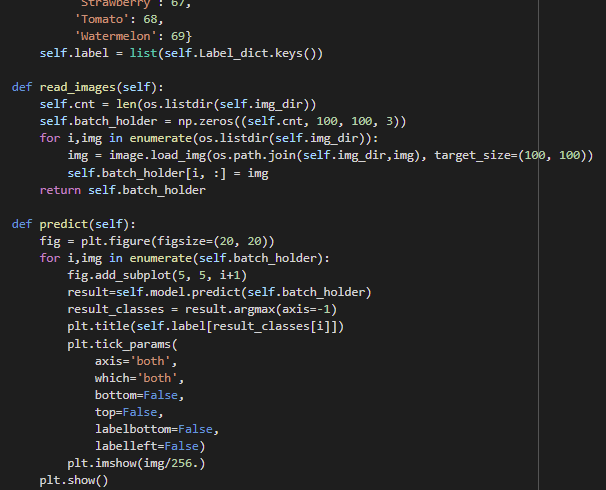 'Strawberry': 67,
'Tomato': 68,
'Watermelon': 69}
self.label = list(self.Label_dict.keys())
def read_images(self):
self.cnt = len(os.listdir(self.img_dir))
self.batch_holder = np.zeros((self.cnt, 100, 100, 3))
for i,img in enumerate(os.listdir(self.img_dir)):
img = image.load_img(os.path.join(self.img_dir,img), target_size=(100, 100))
self.batch_holder[i, :] = img
return self.batch_holder
def predict(self):
fig = plt.figure(figsize=(20, 20))
for i,img in enumerate(self.batch_holder):
fig.add_subplot(5, 5, i+1)
result=self.model.predict(self.batch_holder)
result_classes = result.argmax(axis=-1)
plt.title(self.label[result_classes[i]])
plt.tick_params(
axis='both',
which='both',
bottom=False,
top=False,
labelbottom=False,
labelleft=False)
plt.imshow(img/256.)
plt.show()